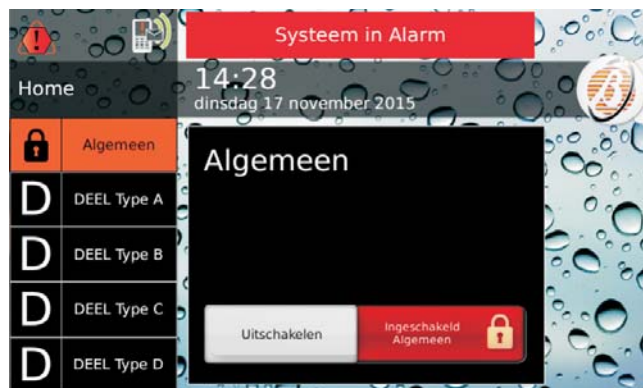 Systeem in Alarm
Home
14:28
dinsdag 17 november 2015
Algemeen
D DEEL Type A
D DEEL Type B
D DEEL Type C
D DEEL Type D
Algemeen
Uitschakelen
Ingeschakeld
Algemeen